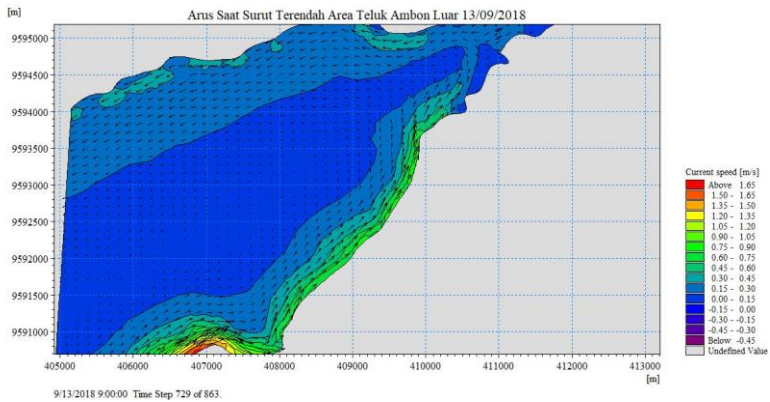 [m]
Arus Saat Surut Terendah Area Teluk Ambon Luar 13/09/2018
9595000
9594500
9594000
9593500
9593000
9592500
9592000
9591500
9591000
405000 406000 407000 408000 409000 410000 411000 412000 413000
[m]
Current speed [m/s]
Above 1.65
1.50 - 1.65
1.35 - 1.50
1.20 - 1.35
1.05 - 1.20
0.90 - 1.05
0.75 - 0.90
0.60 - 0.75
0.45 - 0.60
0.30 - 0.45
0.15 - 0.30
0.00 - 0.15
-0.15 - 0.00
-0.30 - -0.15
-0.45 - -0.30
Below -0.45
Undefined Value
9/13/2018 9:00:00 Time Step 729 of 863.